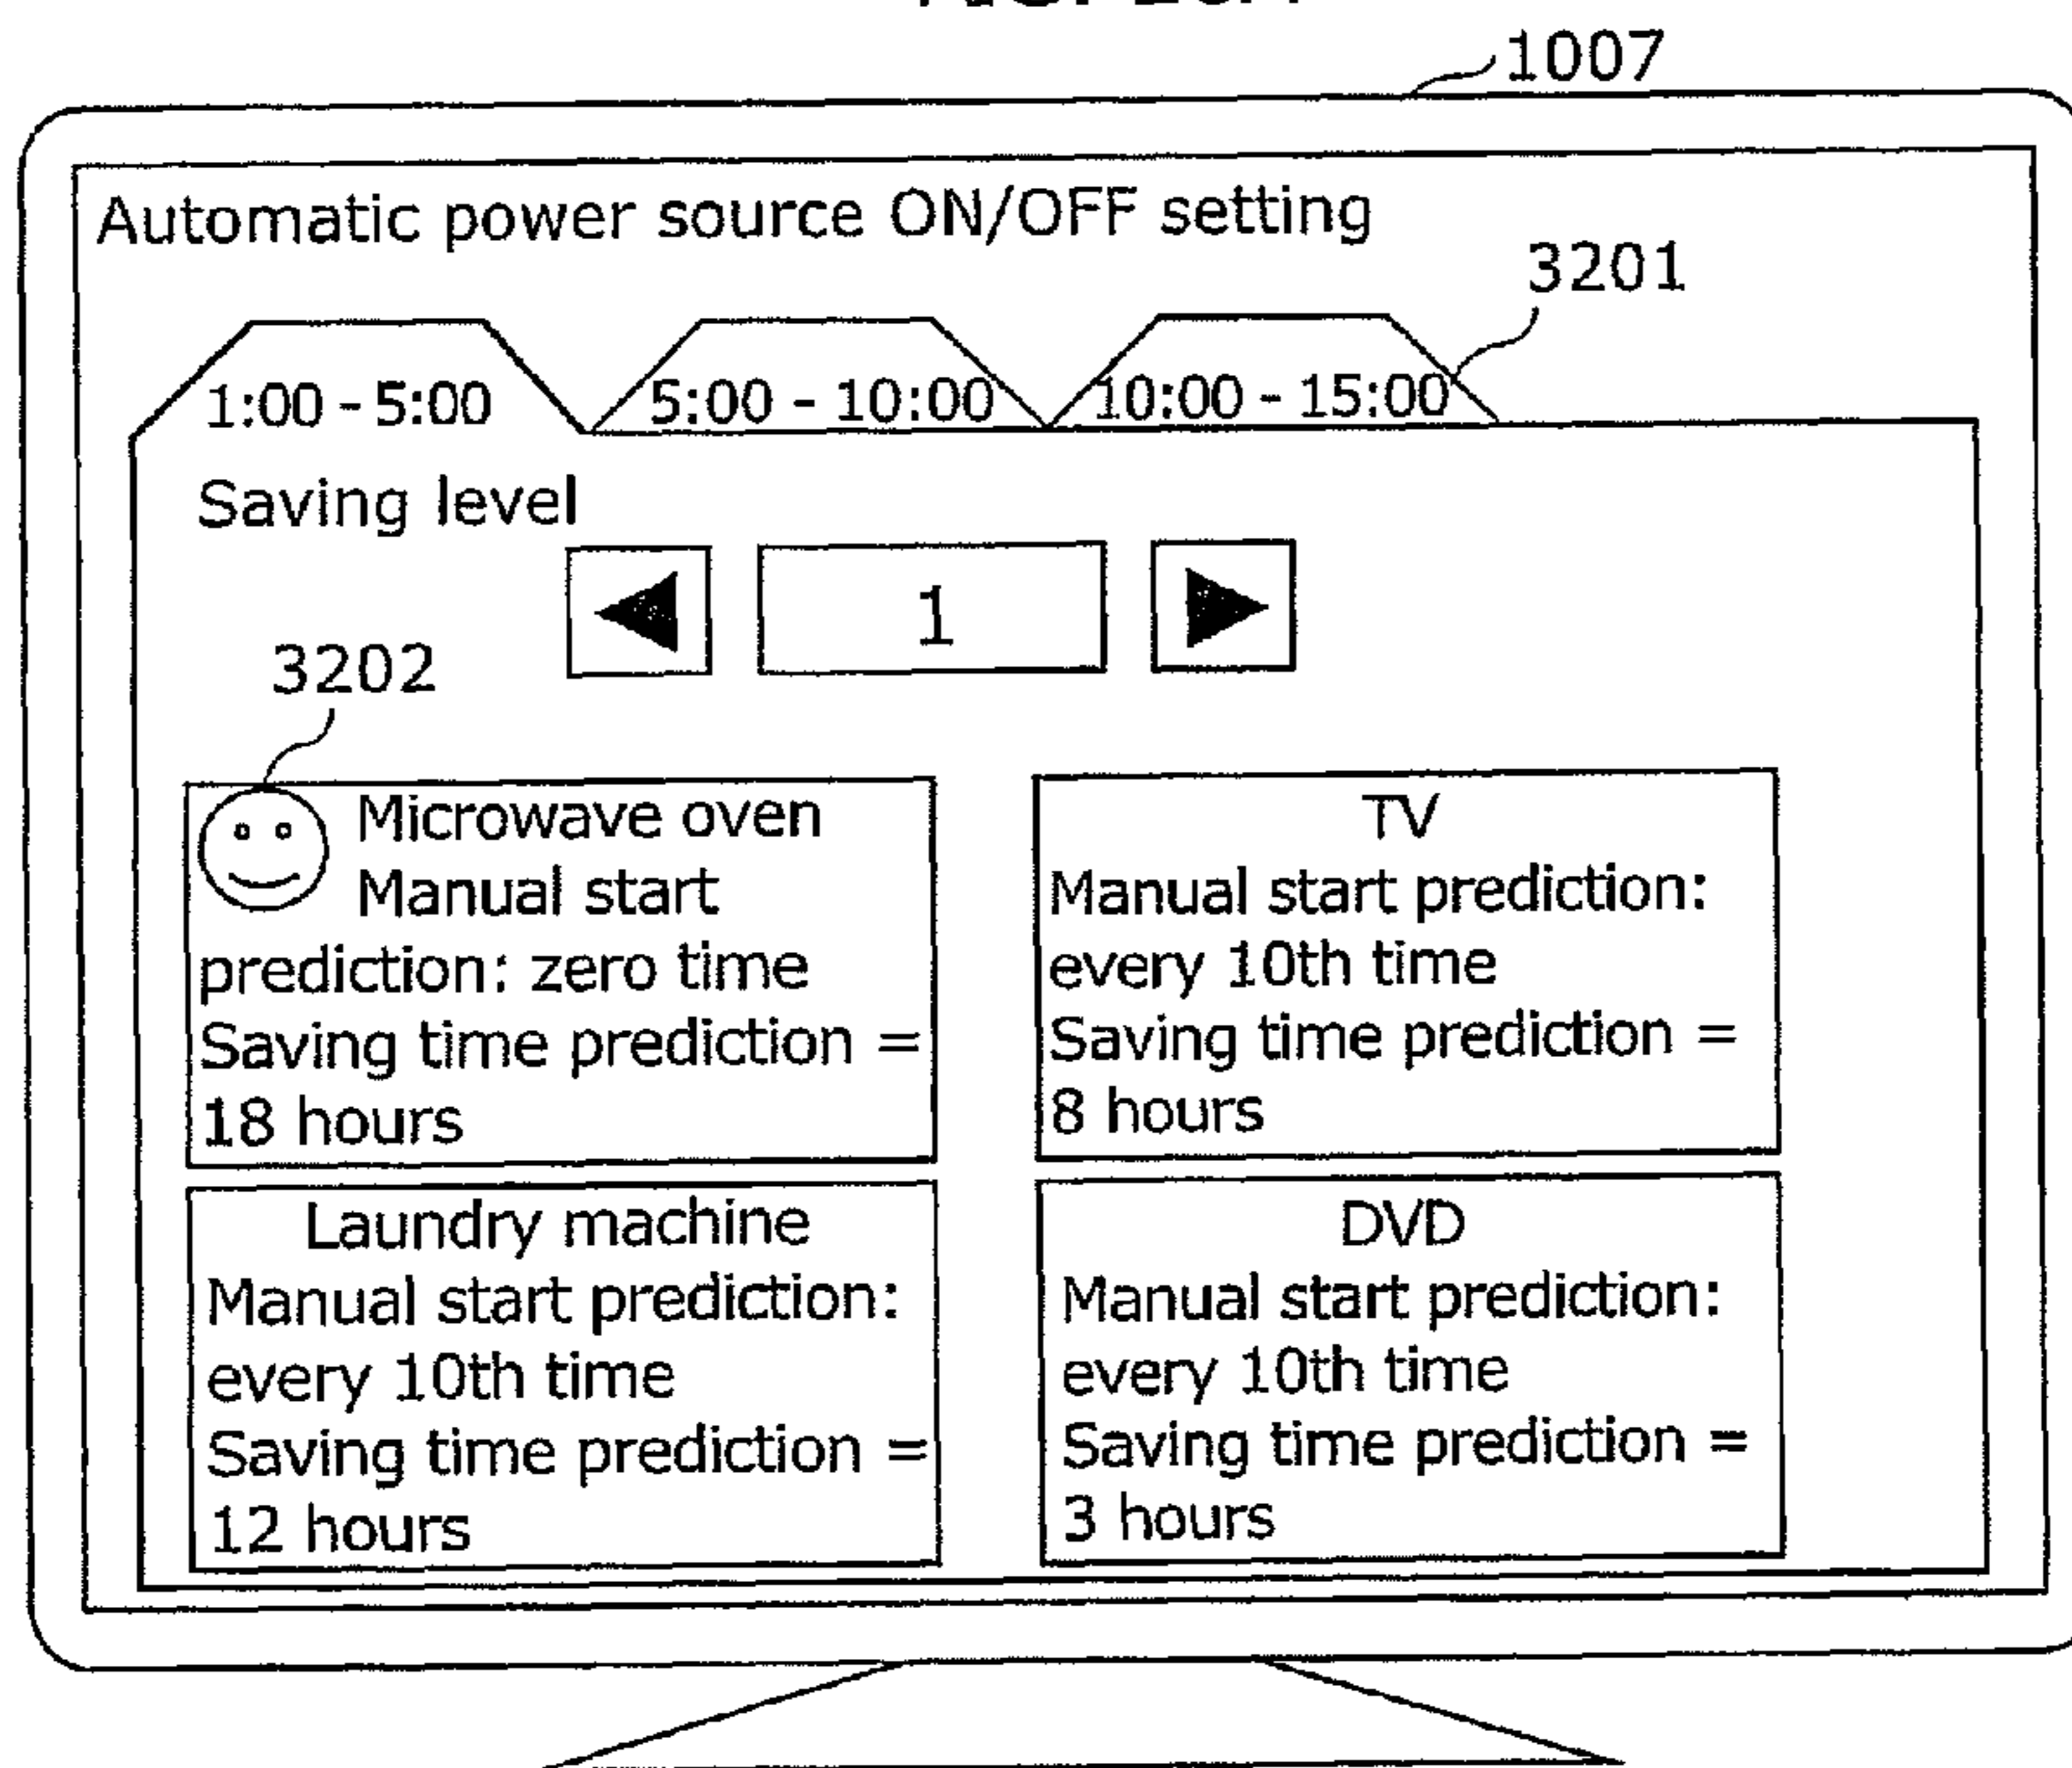 1007
Automatic power source ON/OFF setting
3201
1:00 - 5:00
5:00 - 10:00
10:00 - 15:00
Saving level
1
3202
Microwave oven
Manual start
prediction: zero time
Saving time prediction =
18 hours
TV
Manual start prediction:
every 10th time
Saving time prediction =
8 hours
Laundry machine
Manual start prediction:
every 10th time
Saving time prediction =
12 hours
DVD
Manual start prediction:
every 10th time
Saving time prediction =
3 hours